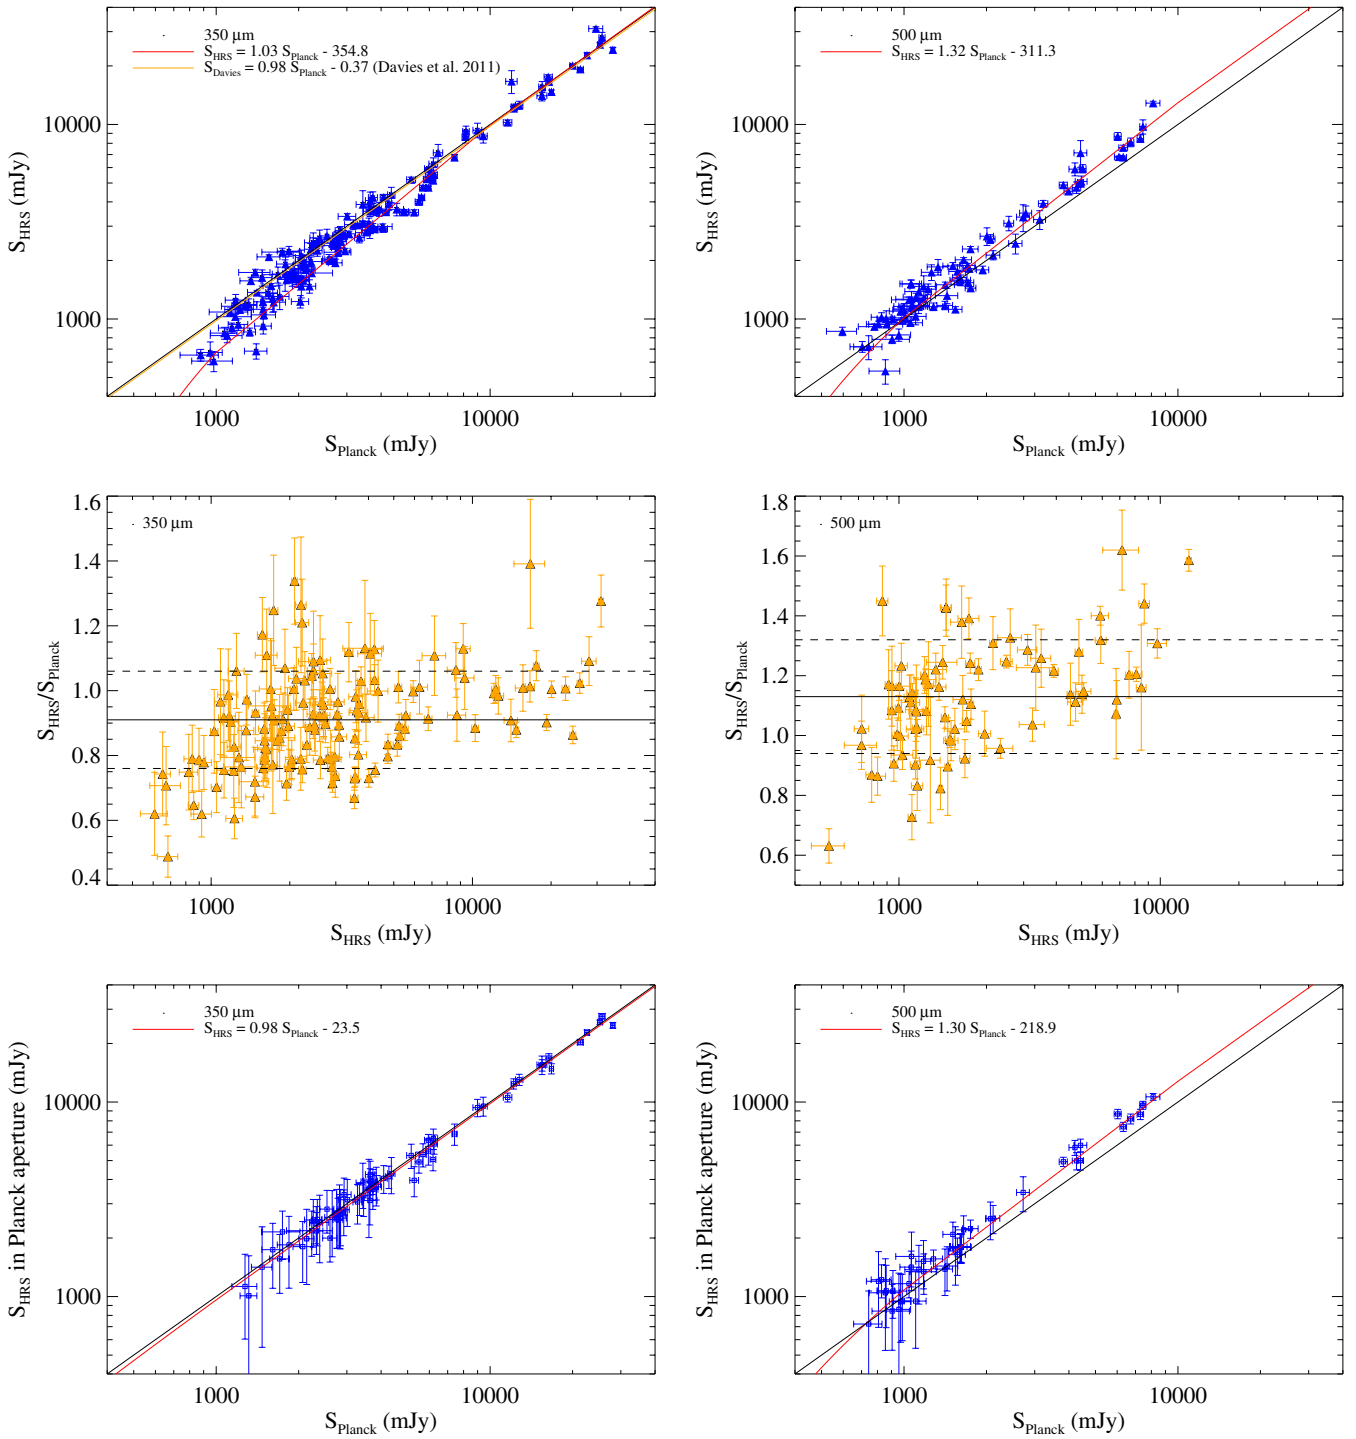 350 μm
S_HRS = 1.03 S_Planck - 354.8
S_Davies = 0.98 S_Planck - 0.37 (Davies et al. 2011)
10000
1000
S_HRS (mJy)
1000 10000
S_Planck (mJy)
500 μm
S_HRS = 1.32 S_Planck - 311.3
10000
1000
S_HRS (mJy)
1000 10000
S_Planck (mJy)
350 μm
1.6
1.4
1.2
1.0
0.8
0.6
0.4
S_HRS/S_Planck
1000 10000
S_HRS (mJy)
500 μm
1.8
1.6
1.4
1.2
1.0
0.8
0.6
S_HRS/S_Planck
1000 10000
S_HRS (mJy)
350 μm
S_HRS = 0.98 S_Planck - 23.5
10000
1000
S_HRS in Planck aperture (mJy)
1000 10000
S_Planck (mJy)
500 μm
S_HRS = 1.30 S_Planck - 218.9
10000
1000
S_HRS in Planck aperture (mJy)
1000 10000
S_Planck (mJy)